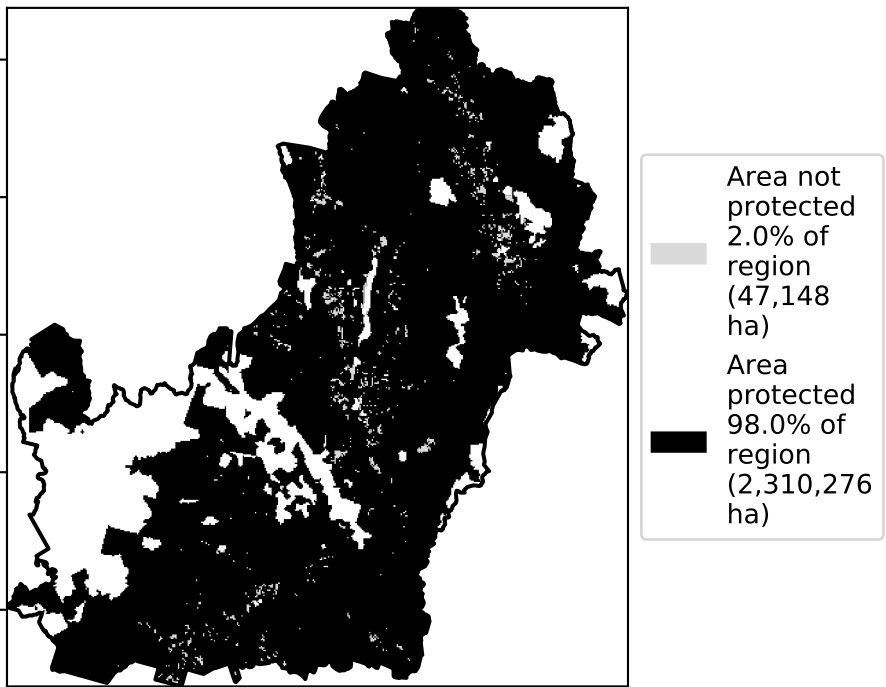 Area not
protected
2.0% of
region
(47,148
ha)
Area
protected
98.0% of
region
(2,310,276
ha)